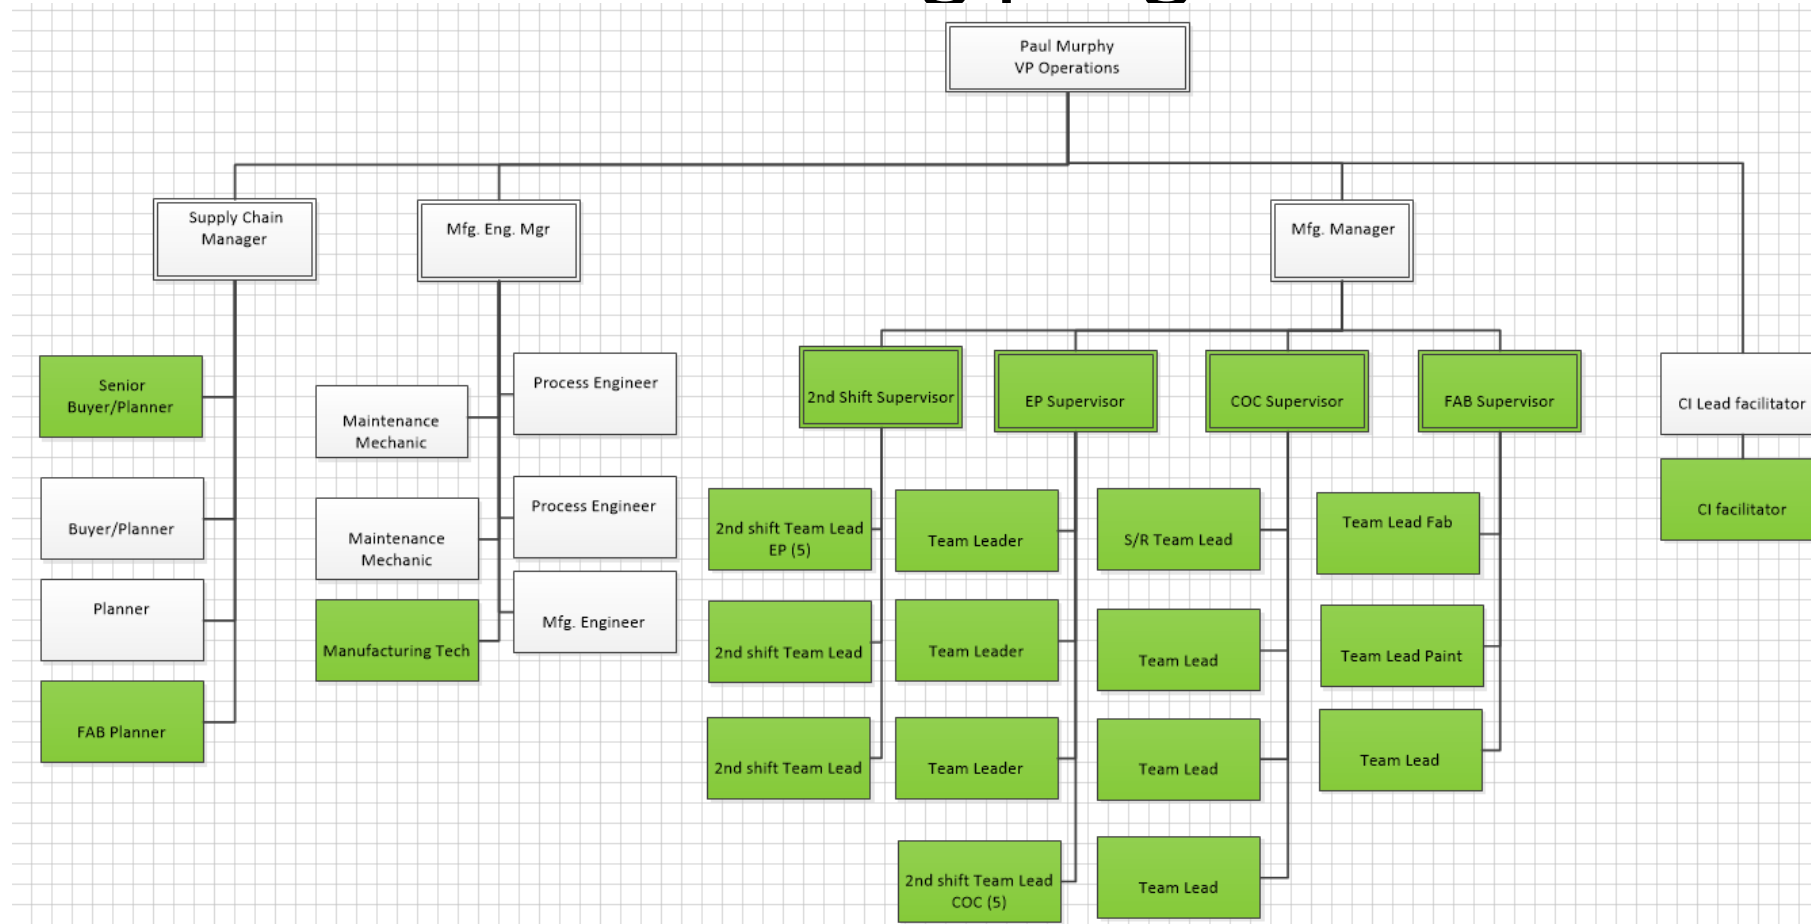 Paul Murphy
VP Operations
Supply Chain
Manager
Mfg. Eng. Mgr
Mfg. Manager
Senior
Buyer/Planner
Buyer/Planner
Planner
FAB Planner
Maintenance
Mechanic
Maintenance
Mechanic
Manufacturing Tech
Process Engineer
Process Engineer
Mfg. Engineer
2nd Shift Supervisor
EP Supervisor
COC Supervisor
FAB Supervisor
CI Lead facilitator
CI facilitator
2nd shift Team Lead
EP (5)
2nd shift Team Lead
2nd shift Team Lead
Team Leader
Team Leader
Team Leader
2nd shift Team Lead
COC (5)
S/R Team Lead
Team Lead
Team Lead
Team Lead
Team Lead Fab
Team Lead Paint
Team Lead